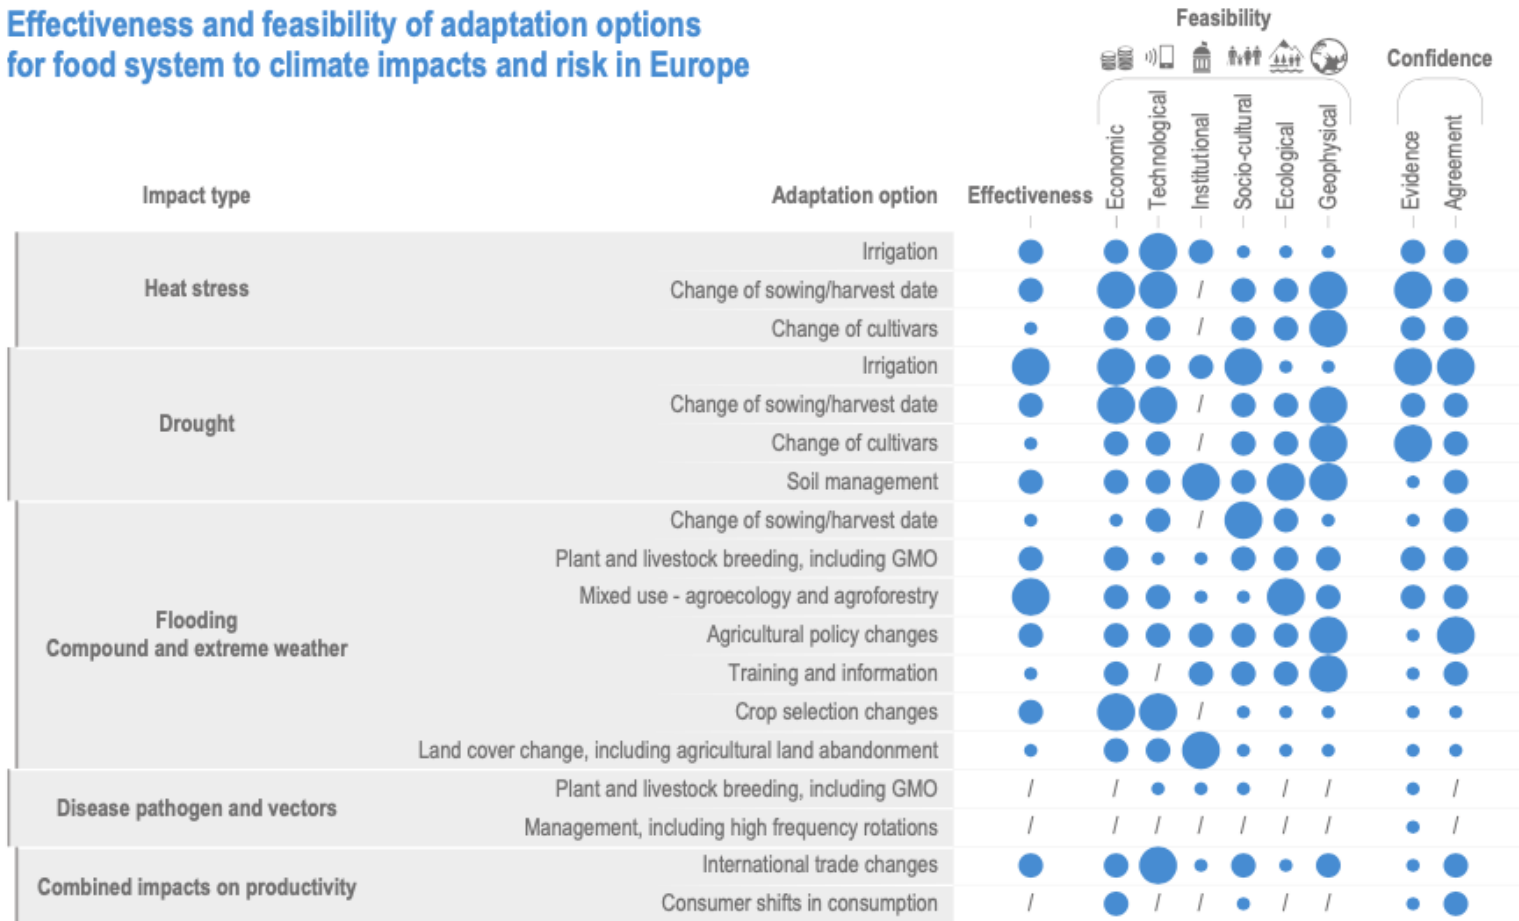 Effectiveness and feasibility of adaptation options
for food system to climate impacts and risk in Europe
Feasibility
Confidence
Impact type
Adaptation option
Effectiveness
Economic
Technological
Institutional
Socio-cultural
Ecological
Geophysical
Evidence
Agreement
Heat stress
Irrigation
Change of sowing/harvest date /
Change of cultivars /
Drought
Irrigation
Change of sowing/harvest date /
Change of cultivars /
Soil management
Flooding
Compound and extreme weather
Change of sowing/harvest date /
Plant and livestock breeding, including GMO
Mixed use - agroecology and agroforestry
Agricultural policy changes
Training and information /
Crop selection changes /
Land cover change, including agricultural land abandonment
Disease pathogen and vectors
Plant and livestock breeding, including GMO / / / / /
Management, including high frequency rotations / / / / / / / /
Combined impacts on productivity
International trade changes
Consumer shifts in consumption / / / / /